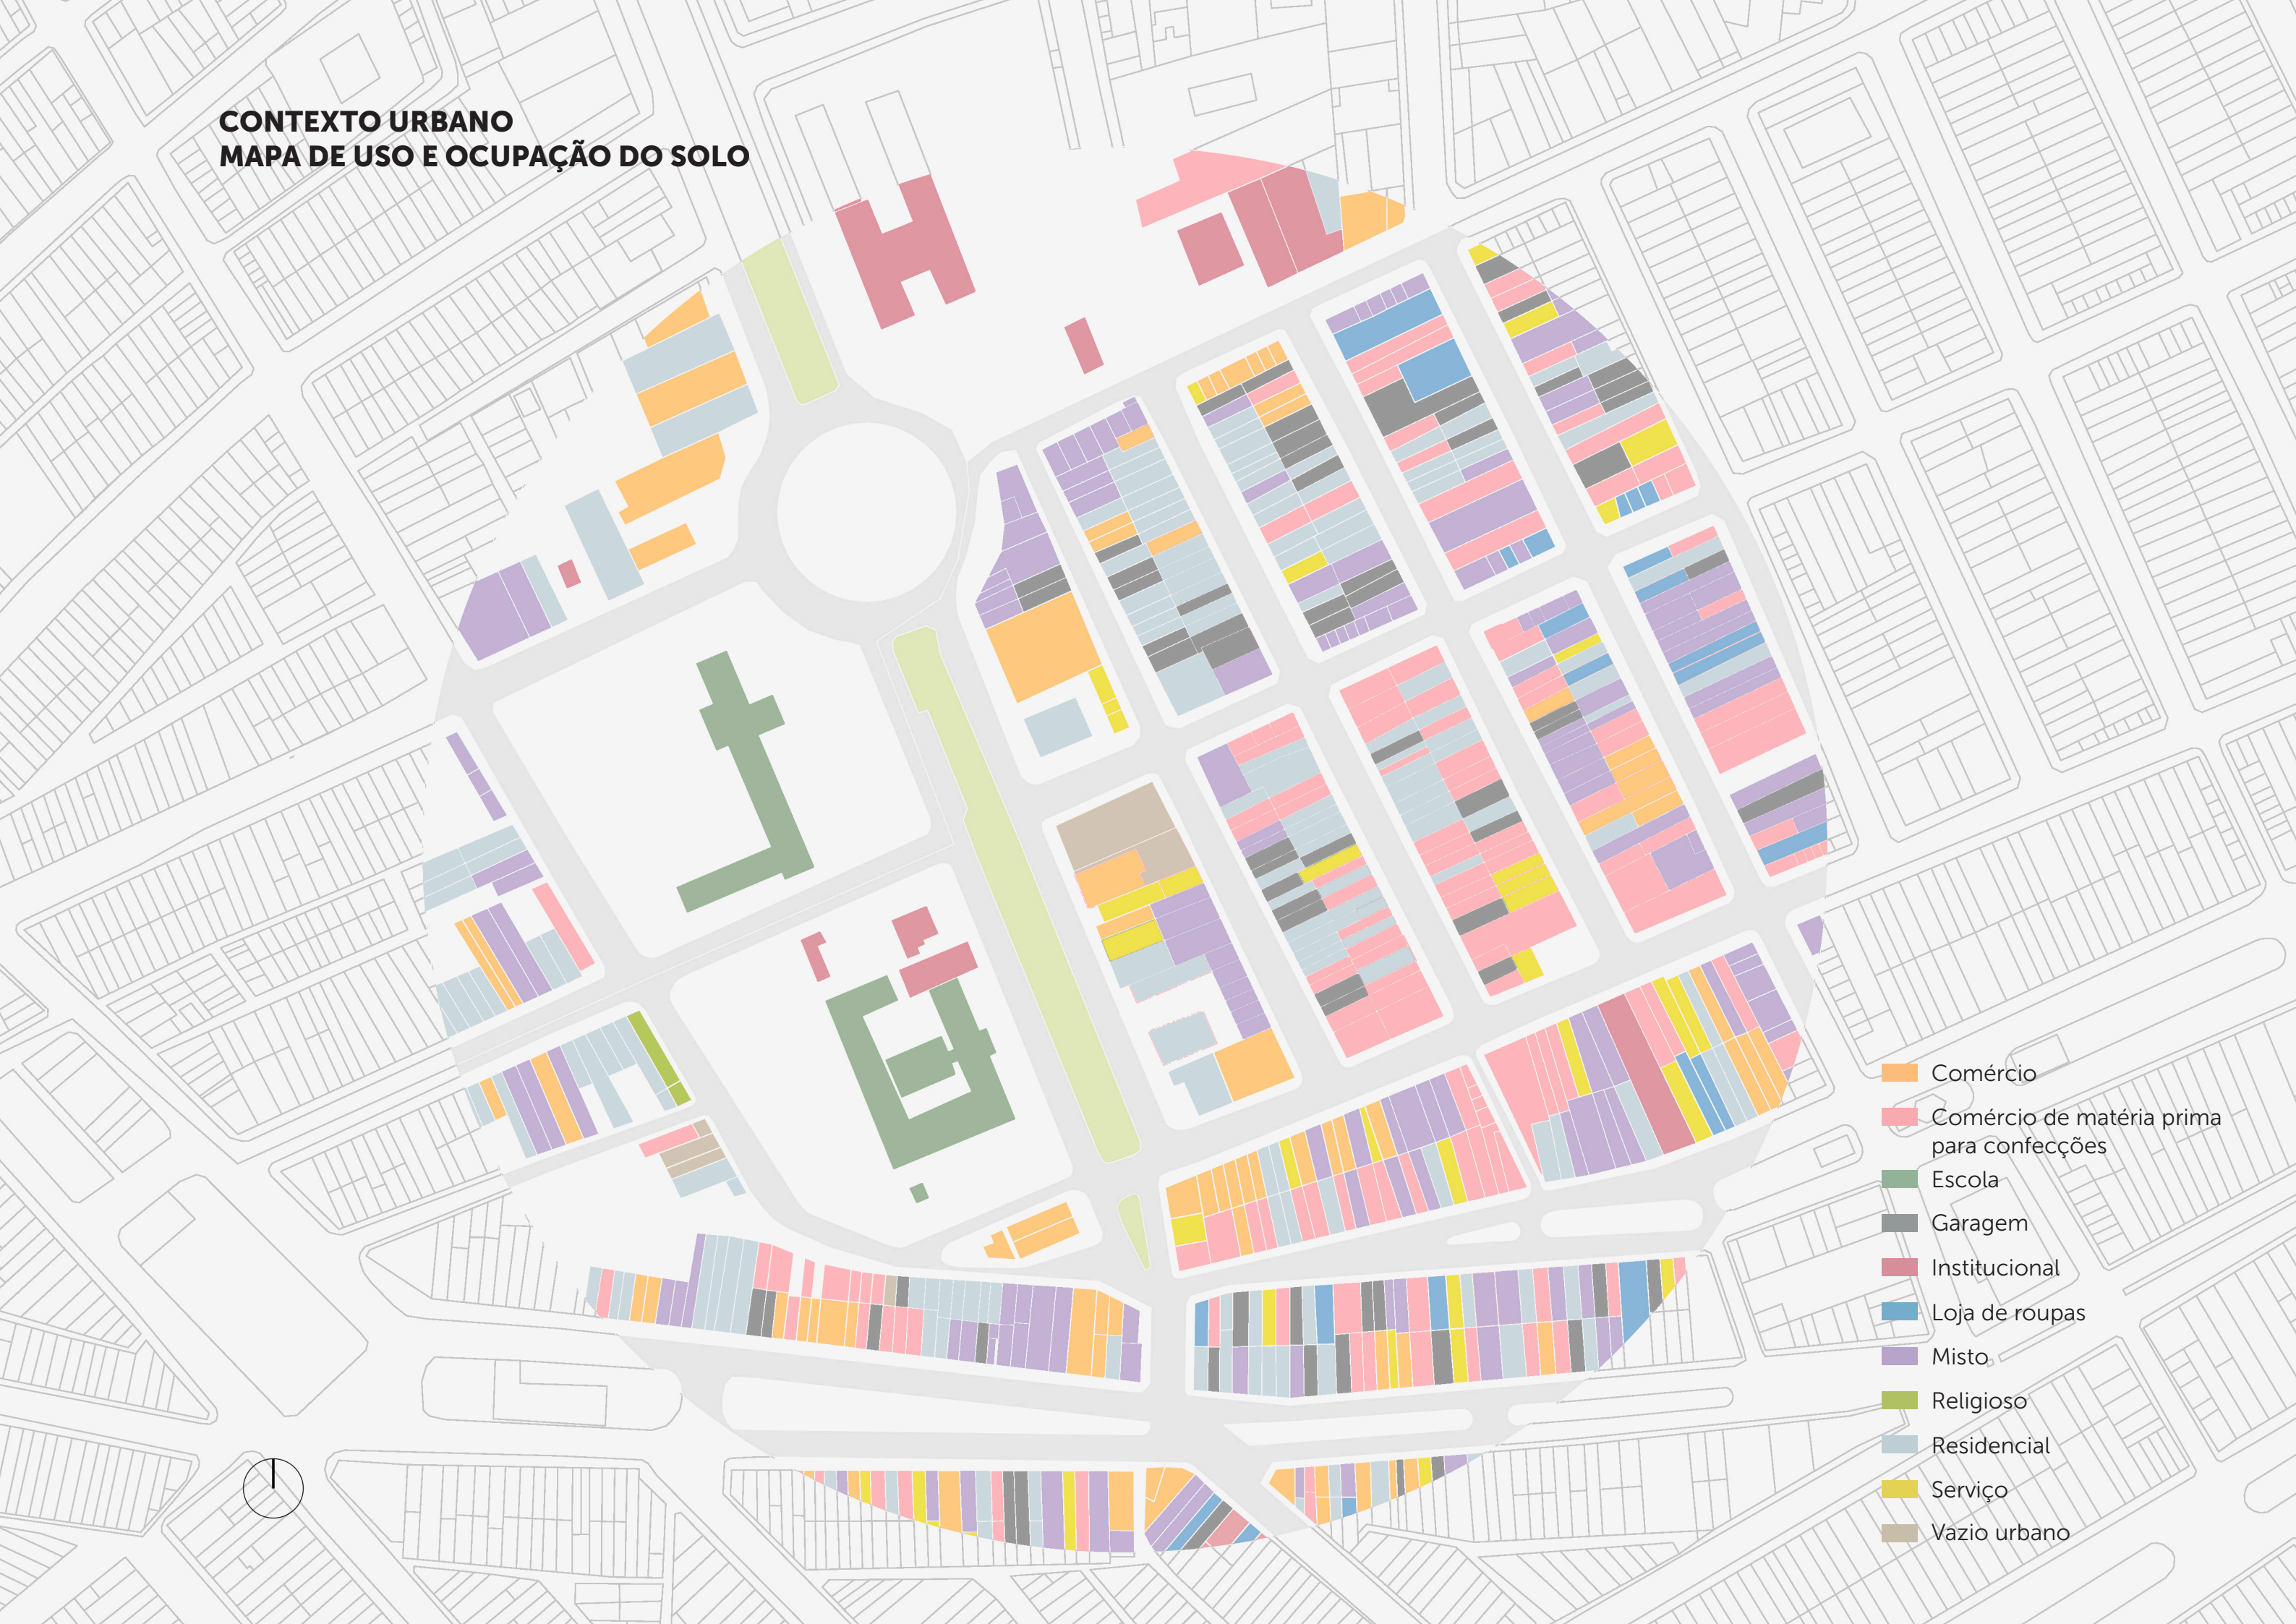 CONTEXTO URBANO
MAPA DE USO E OCUPAÇÃO DO SOLO
Comércio
Comércio de matéria prima
para confecções
Escola
Garagem
Institucional
Loja de roupas
Misto
Religioso
Residencial
Serviço
Vazio urbano